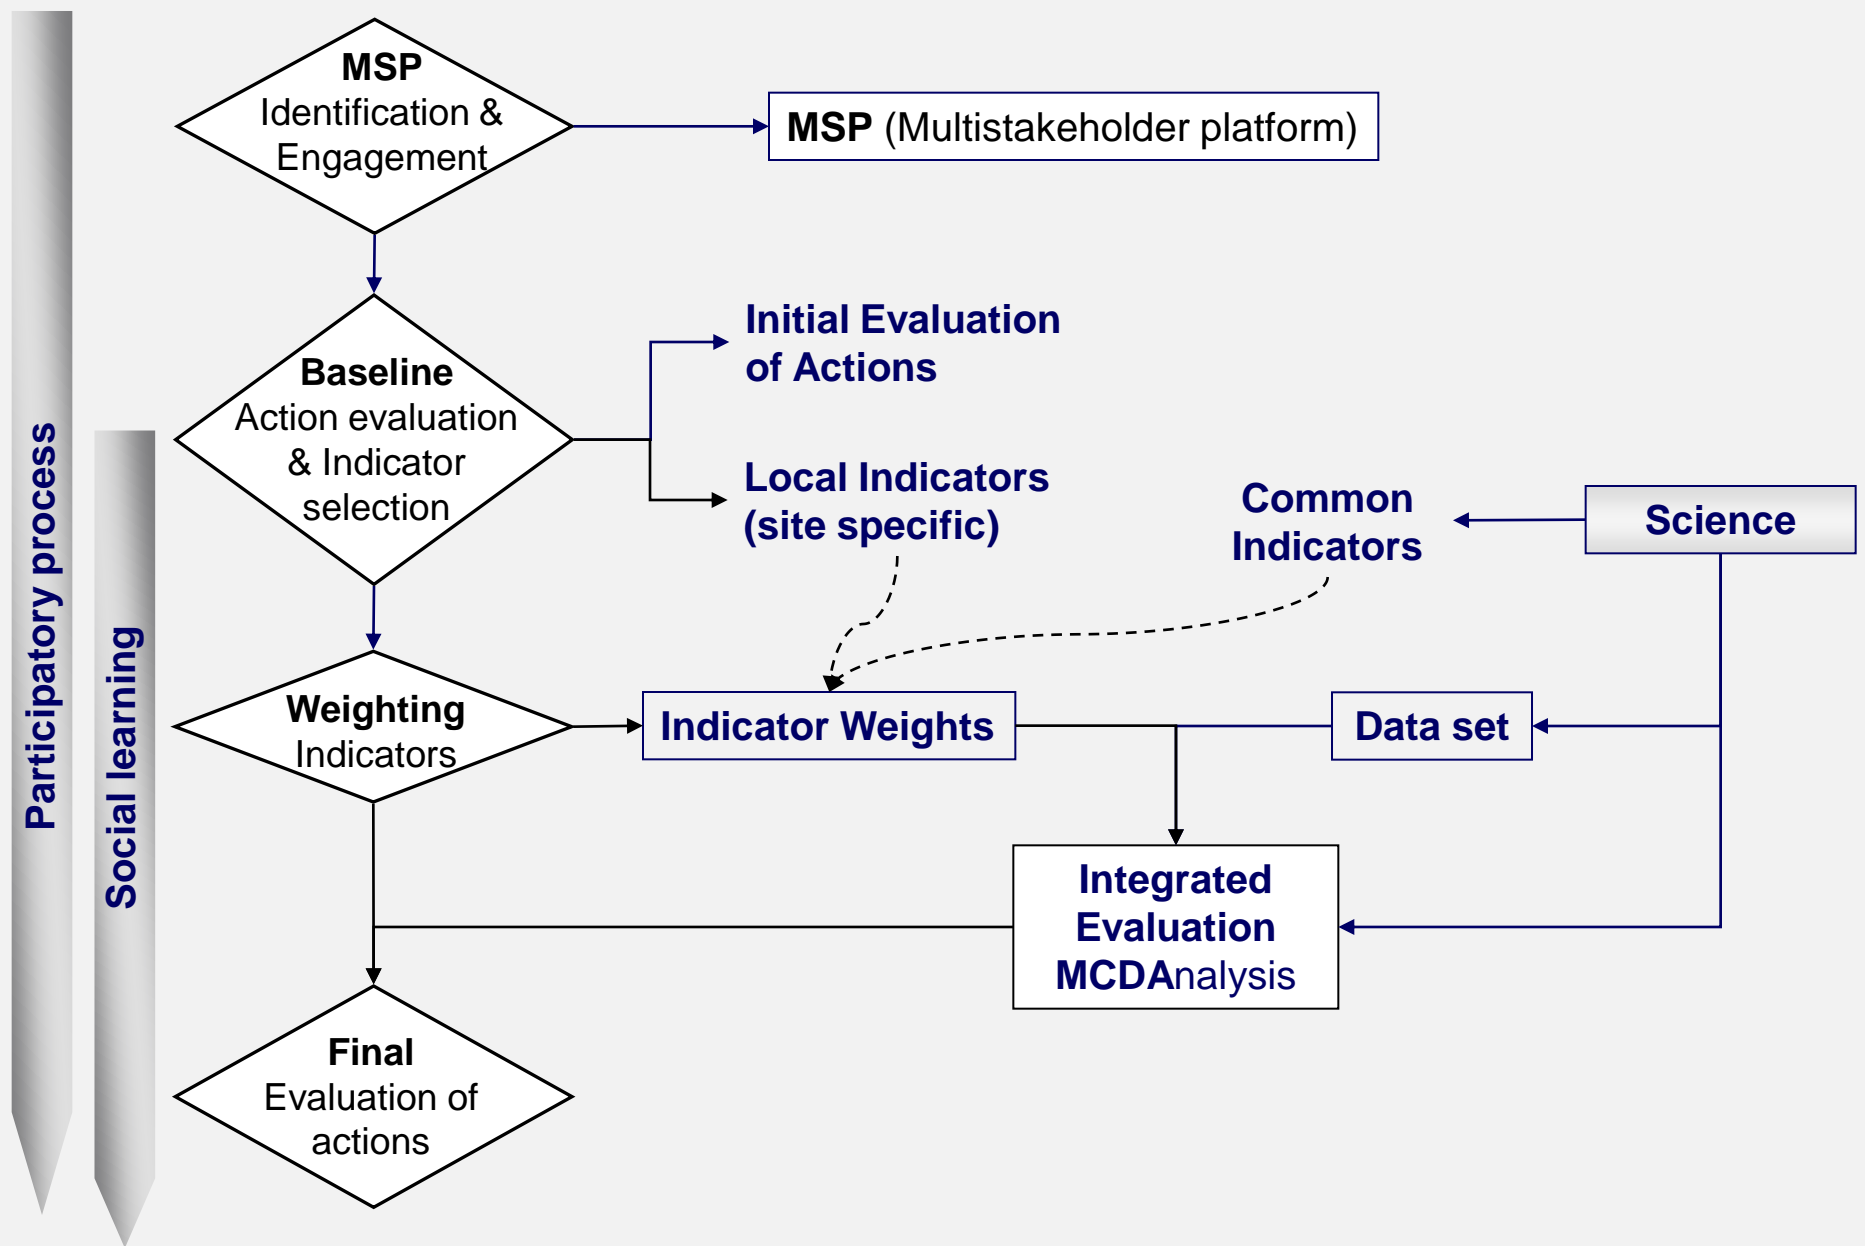 Participatory process
Social learning
MSP
Identification &
Engagement
MSP (Multistakeholder platform)
Baseline
Action evaluation
& Indicator
selection
Initial Evaluation
of Actions
Local Indicators
(site specific)
Common
Indicators
Science
Weighting
Indicators
Indicator Weights
Data set
Integrated
Evaluation
MCDAnalysis
Final
Evaluation of
actions